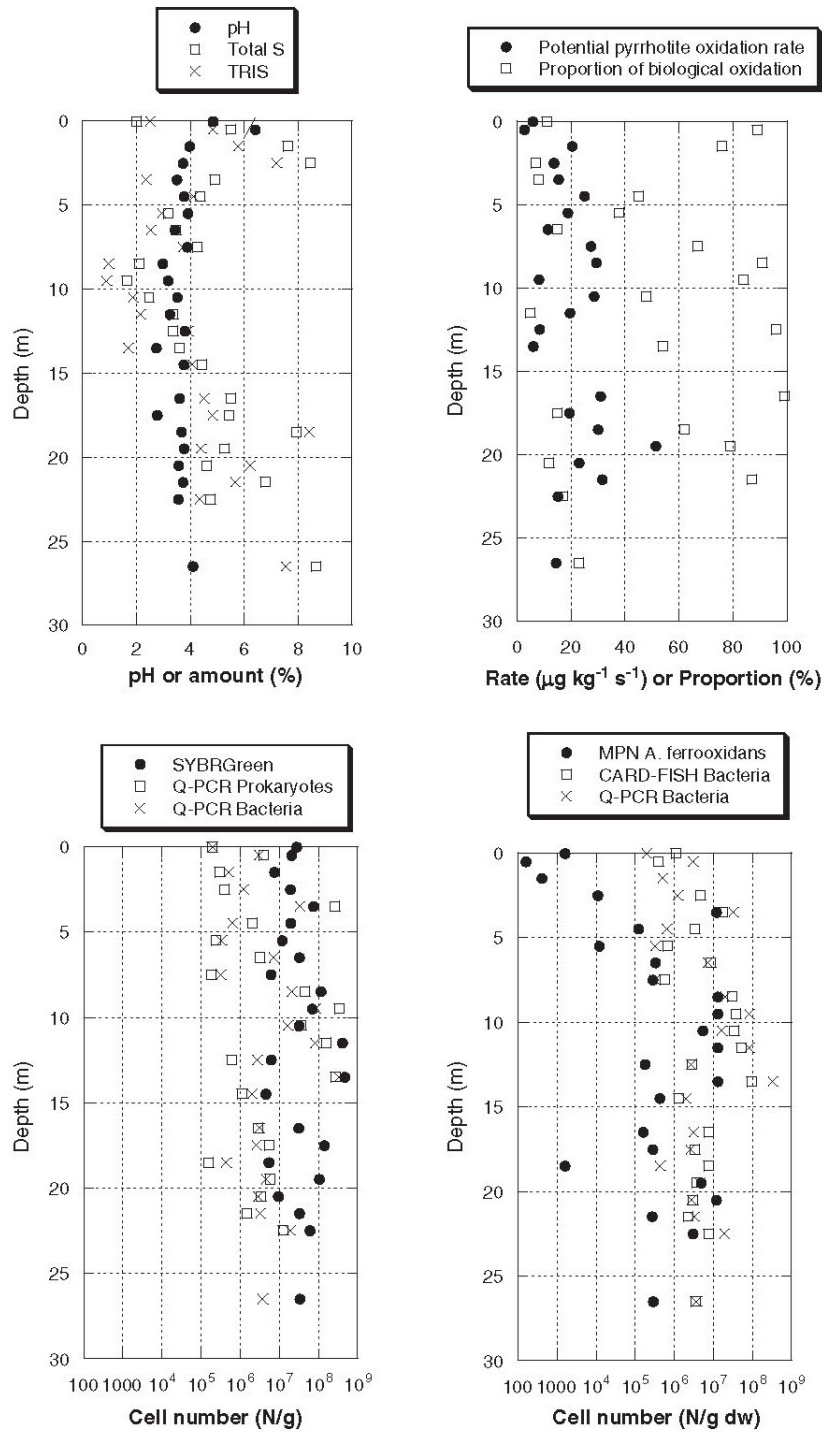 pH
Total S
TRIS
0
5
10
15
20
25
30
Depth (m)
0 2 4 6 8 10
pH or amount (%)
Potential pyrrhotite oxidation rate
Proportion of biological oxidation
0
5
10
15
20
25
30
Depth (m)
0 20 40 60 80 100
Rate (μg kg⁻¹ s⁻¹) or Proportion (%)
SYBRGreen
Q-PCR Prokaryotes
Q-PCR Bacteria
0
5
10
15
20
25
30
Depth (m)
100 1000 10⁴ 10⁵ 10⁶ 10⁷ 10⁸ 10⁹
Cell number (N/g)
MPN A. ferrooxidans
CARD-FISH Bacteria
Q-PCR Bacteria
0
5
10
15
20
25
30
Depth (m)
100 1000 10⁴ 10⁵ 10⁶ 10⁷ 10⁸ 10⁹
Cell number (N/g dw)